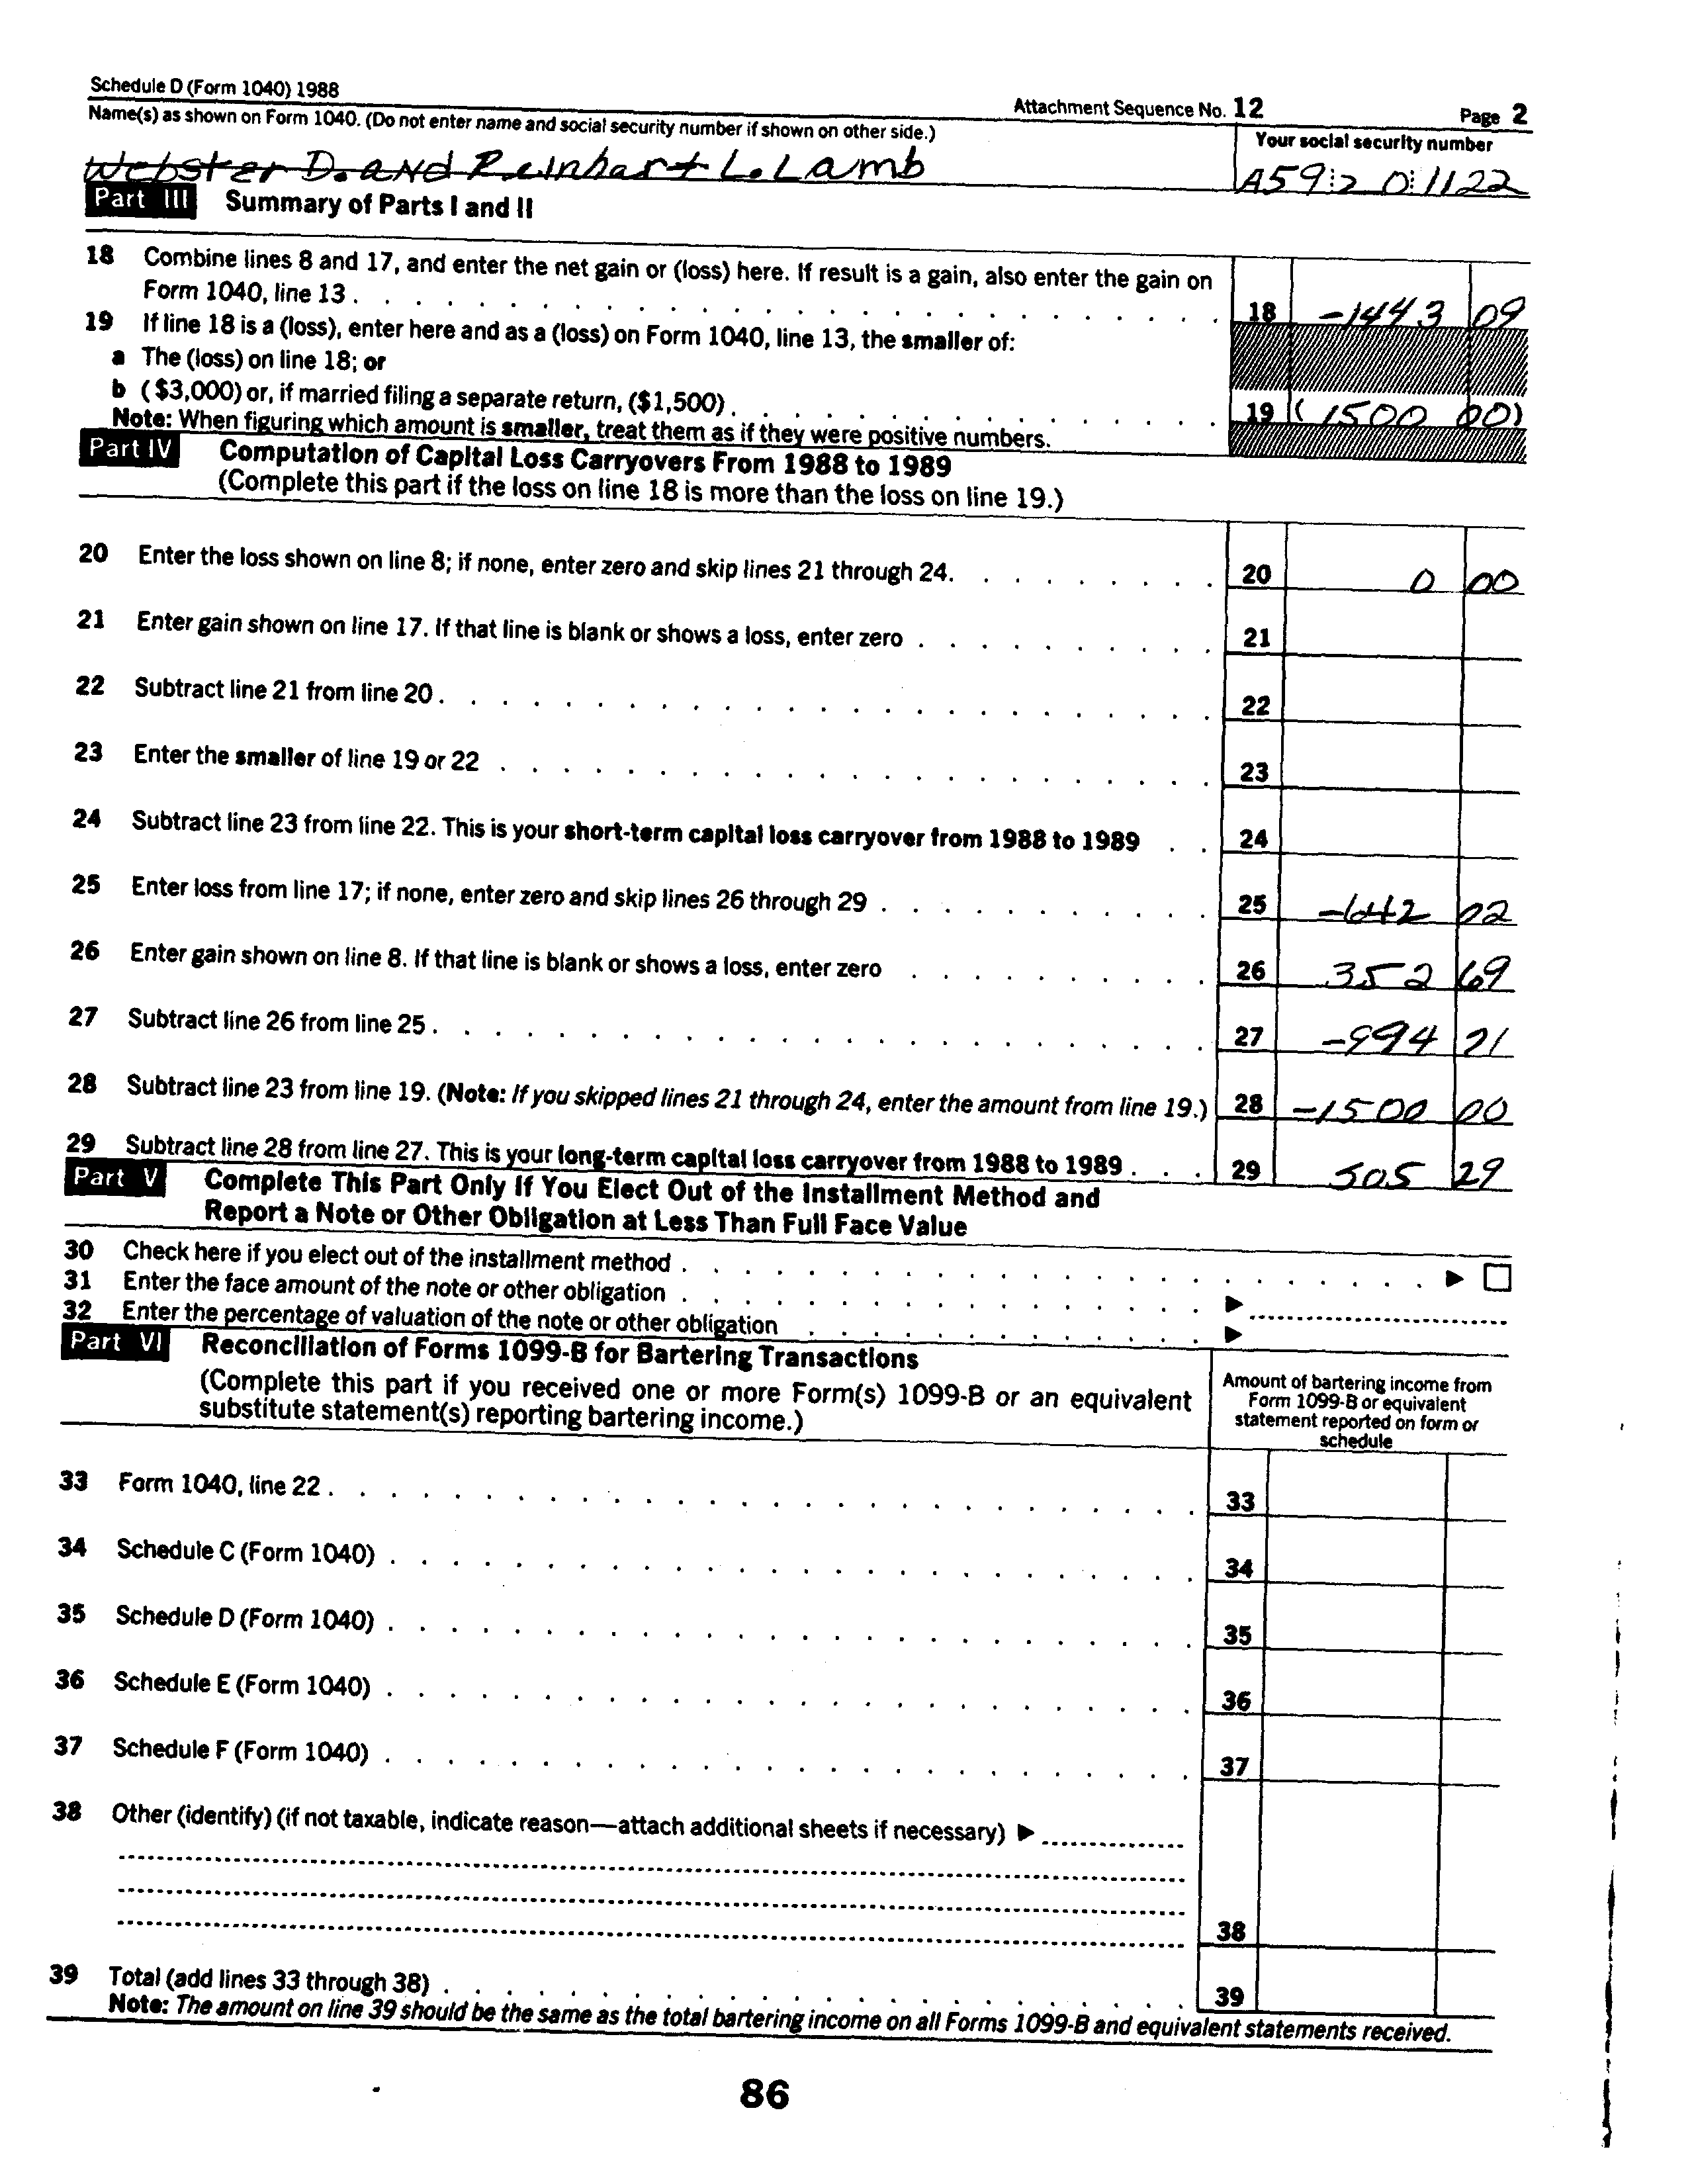 Schedule D (Form 1040) 1988
Attachment Sequence No. 12
Page 2
Name(s) as shown on Form 1040. (Do not enter name and social security number if shown on other side.)
Your social security number
Webster D. and Reinhart L. Lamb
A59 20 1122
Part III Summary of Parts I and II
18 Combine lines 8 and 17, and enter the net gain or (loss) here. If result is a gain, also enter the gain on
Form 1040, line 13 . . . . 18 -1443 09
19 If line 18 is a (loss), enter here and as a (loss) on Form 1040, line 13, the smaller of:
a The (loss) on line 18; or
b ($3,000) or, if married filing a separate return, ($1,500) . . . . 19 ( 1500 00)
Note: When figuring which amount is smaller, treat them as if they were positive numbers.
Part IV Computation of Capital Loss Carryovers From 1988 to 1989
(Complete this part if the loss on line 18 is more than the loss on line 19.)
20 Enter the loss shown on line 8; if none, enter zero and skip lines 21 through 24. . . . . 20 0 00
21 Enter gain shown on line 17. If that line is blank or shows a loss, enter zero . . . . 21
22 Subtract line 21 from line 20 . . . . 22
23 Enter the smaller of line 19 or 22 . . . . 23
24 Subtract line 23 from line 22. This is your short-term capital loss carryover from 1988 to 1989 . . 24
25 Enter loss from line 17; if none, enter zero and skip lines 26 through 29 . . . . 25 -642 02
26 Enter gain shown on line 8. If that line is blank or shows a loss, enter zero . . . . 26 352 69
27 Subtract line 26 from line 25 . . . . 27 -994 21
28 Subtract line 23 from line 19. (Note: If you skipped lines 21 through 24, enter the amount from line 19.) 28 -1500 00
29 Subtract line 28 from line 27. This is your long-term capital loss carryover from 1988 to 1989 . . . 29 505 29
Part V Complete This Part Only If You Elect Out of the Installment Method and
Report a Note or Other Obligation at Less Than Full Face Value
30 Check here if you elect out of the installment method . . . . ▶ ☐
31 Enter the face amount of the note or other obligation . . . . ▶
32 Enter the percentage of valuation of the note or other obligation . . . . ▶
Part VI Reconciliation of Forms 1099-B for Bartering Transactions
(Complete this part if you received one or more Form(s) 1099-B or an equivalent
substitute statement(s) reporting bartering income.)
Amount of bartering income from
Form 1099-B or equivalent
statement reported on form or
schedule
33 Form 1040, line 22 . . . . 33
34 Schedule C (Form 1040) . . . . 34
35 Schedule D (Form 1040) . . . . 35
36 Schedule E (Form 1040) . . . . 36
37 Schedule F (Form 1040) . . . . 37
38 Other (identify) (if not taxable, indicate reason—attach additional sheets if necessary) ▶
38
39 Total (add lines 33 through 38) . . . . 39
Note: The amount on line 39 should be the same as the total bartering income on all Forms 1099-B and equivalent statements received.
86